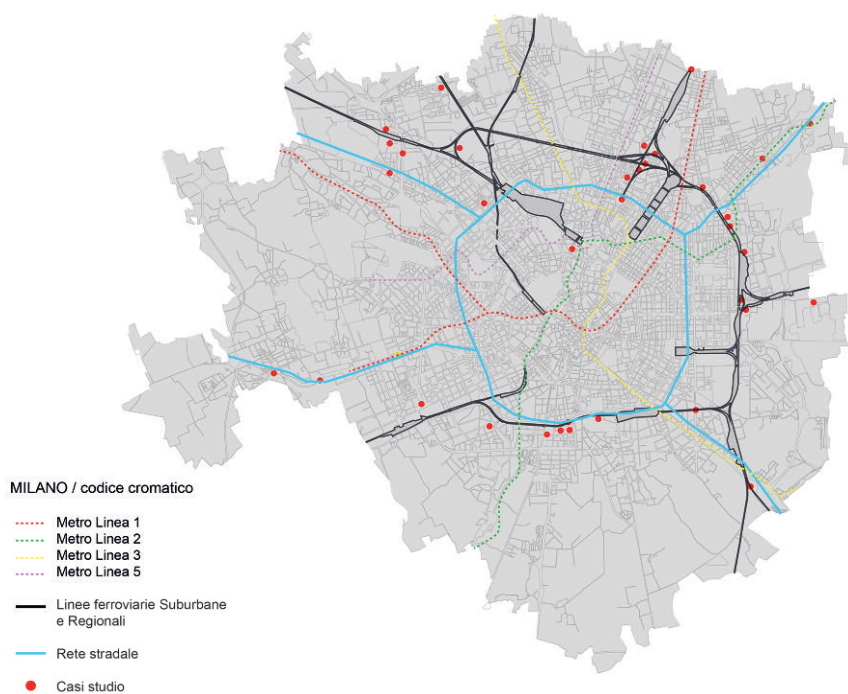 MILANO / codice cromatico
Metro Linea 1
Metro Linea 2
Metro Linea 3
Metro Linea 5
Linee ferroviarie Suburbane
e Regionali
Rete stradale
Casi studio